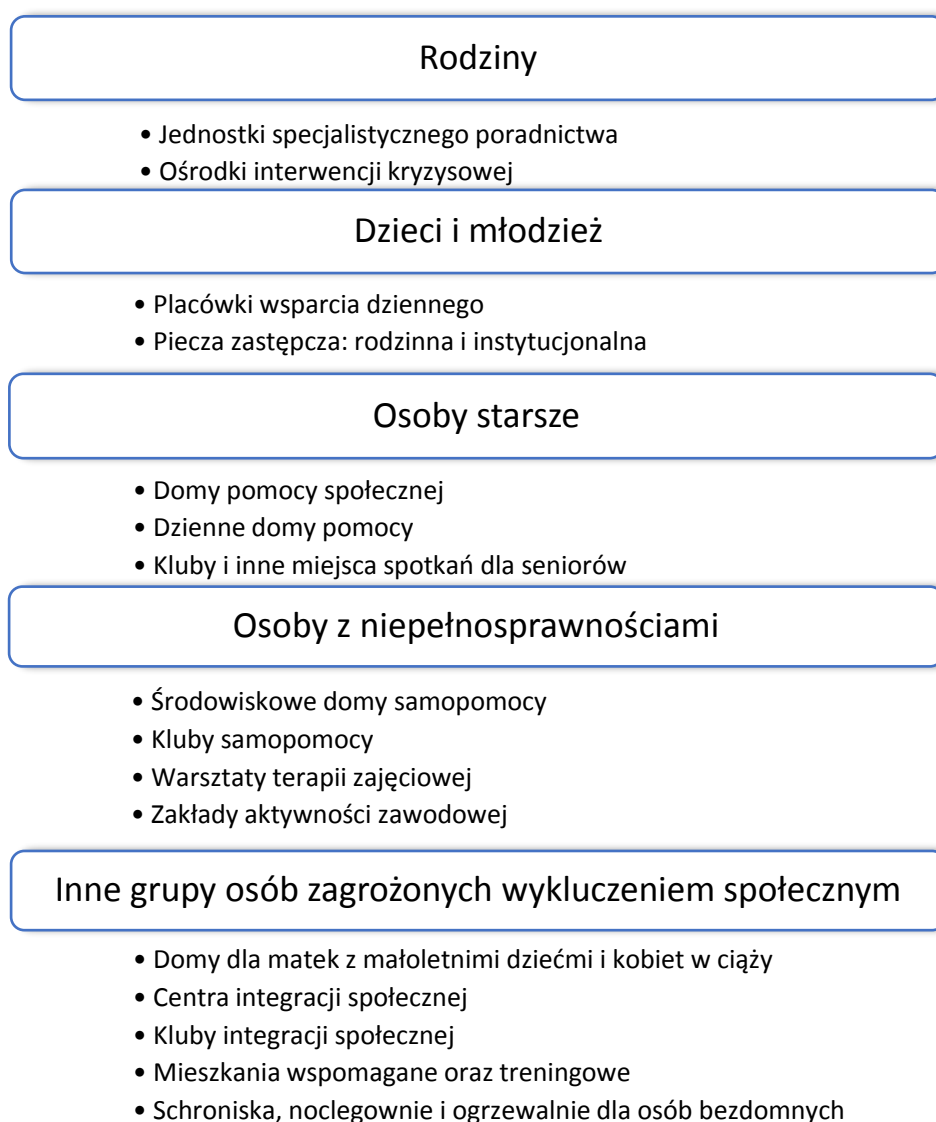 Rodziny
• Jednostki specjalistycznego poradnictwa
• Ośrodki interwencji kryzysowej
Dzieci i młodzież
• Placówki wsparcia dziennego
• Piecza zastępcza: rodzinna i instytucjonalna
Osoby starsze
• Domy pomocy społecznej
• Dzienne domy pomocy
• Kluby i inne miejsca spotkań dla seniorów
Osoby z niepełnosprawnościami
• Środowiskowe domy samopomocy
• Kluby samopomocy
• Warsztaty terapii zajęciowej
• Zakłady aktywności zawodowej
Inne grupy osób zagrożonych wykluczeniem społecznym
• Domy dla matek z małoletnimi dziećmi i kobiet w ciąży
• Centra integracji społecznej
• Kluby integracji społecznej
• Mieszkania wspomagane oraz treningowe
• Schroniska, noclegownie i ogrzewalnie dla osób bezdomnych